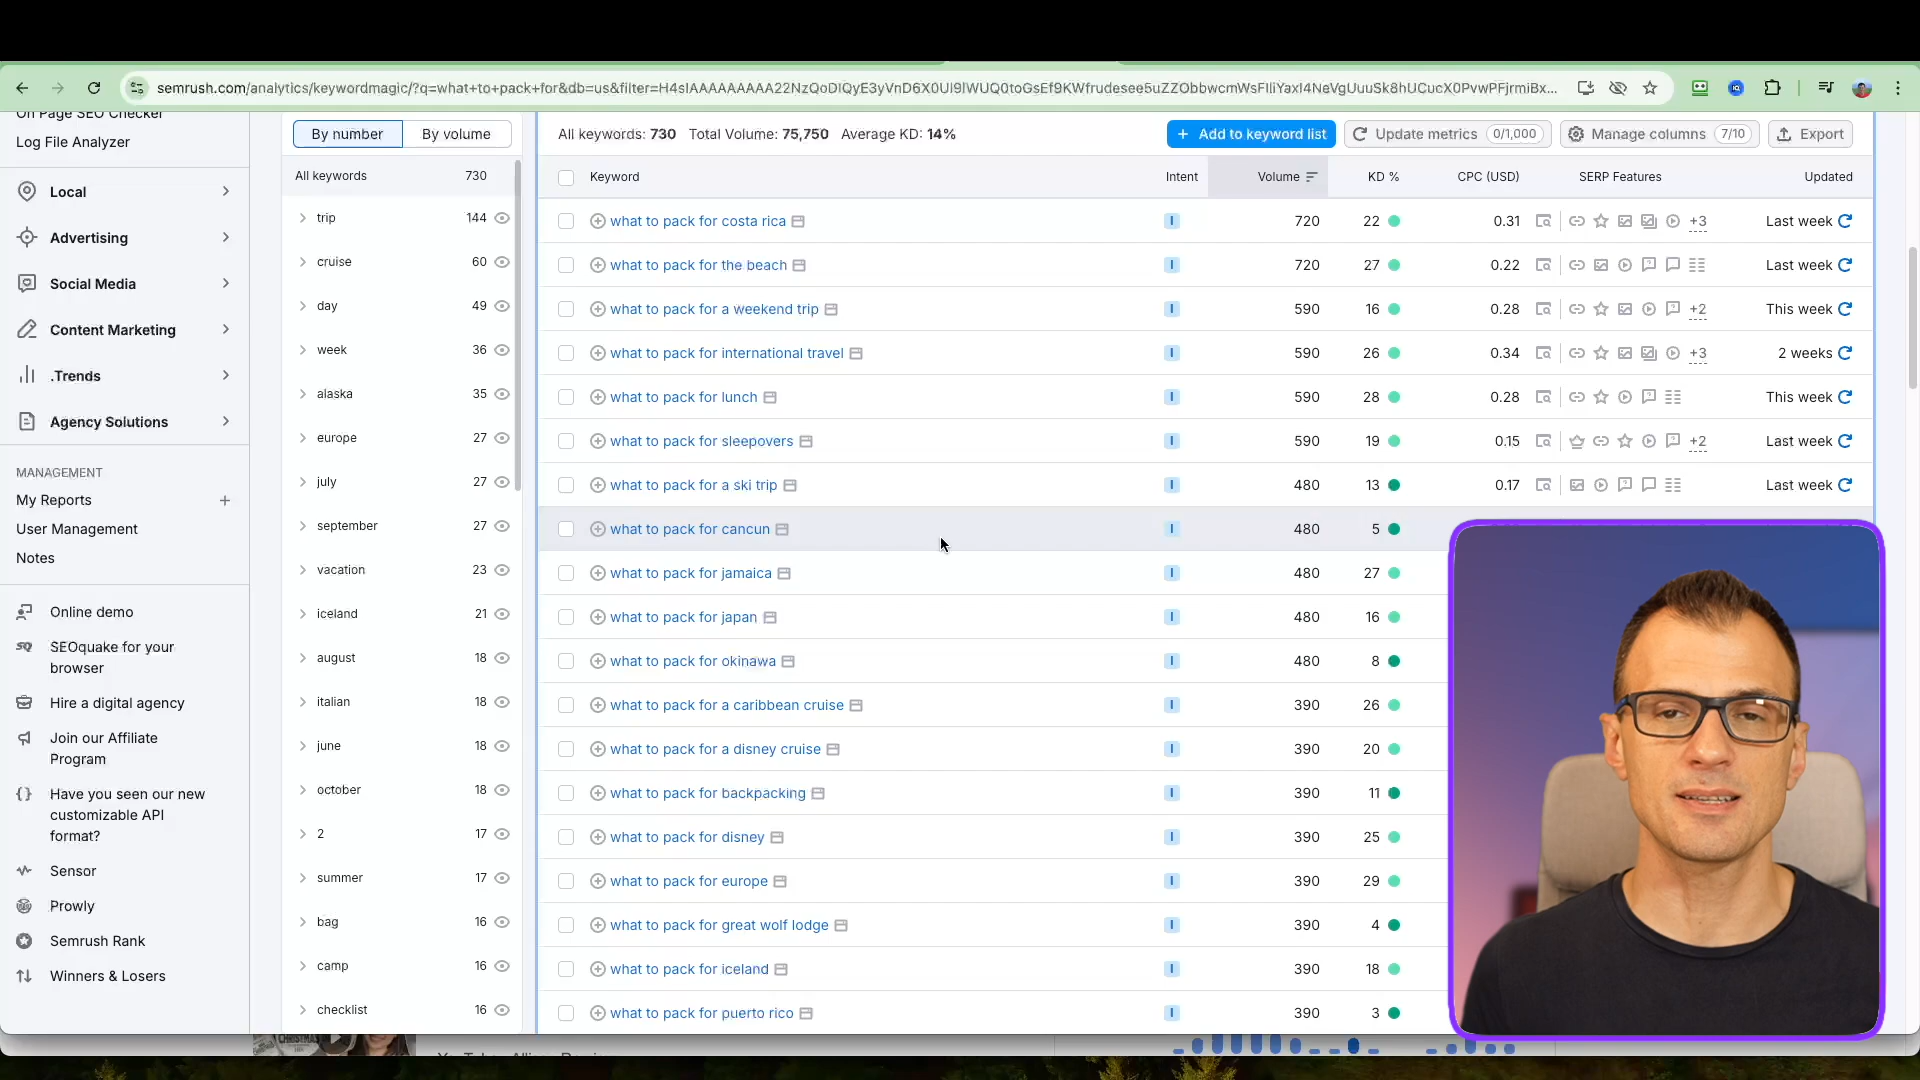 semrush.com/analytics/keywordmagic/?q=what+to+pack+for&db=us&filter=
On Page SEO Checker
Log File Analyzer
Local
Advertising
Social Media
Content Marketing
.Trends
Agency Solutions
MANAGEMENT
My Reports +
User Management
Notes
Online demo
SEOquake for your
browser
Hire a digital agency
Join our Affiliate
Program
Have you seen our new
customizable API
format?
Sensor
Prowly
Semrush Rank
Winners & Losers
By number By volume
All keywords 730
trip 144
cruise 60
day 49
week 36
alaska 35
europe 27
july 27
september 27
vacation 23
iceland 21
august 18
italian 18
june 18
october 18
2 17
summer 17
bag 16
camp 16
checklist 16
All keywords: 730 Total Volume: 75,750 Average KD: 14%
+ Add to keyword list Update metrics 0/1,000 Manage columns 7/10 Export
Keyword Intent Volume KD % CPC (USD) SERP Features Updated
what to pack for costa rica I 720 22 0.31 +3 Last week
what to pack for the beach I 720 27 0.22 Last week
what to pack for a weekend trip I 590 16 0.28 +2 This week
what to pack for international travel I 590 26 0.34 +3 2 weeks
what to pack for lunch I 590 28 0.28 This week
what to pack for sleepovers I 590 19 0.15 +2 Last week
what to pack for a ski trip I 480 13 0.17 Last week
what to pack for cancun I 480 5
what to pack for jamaica I 480 27
what to pack for japan I 480 16
what to pack for okinawa I 480 8
what to pack for a caribbean cruise I 390 26
what to pack for a disney cruise I 390 20
what to pack for backpacking I 390 11
what to pack for disney I 390 25
what to pack for europe I 390 29
what to pack for great wolf lodge I 390 4
what to pack for iceland I 390 18
what to pack for puerto rico I 390 3